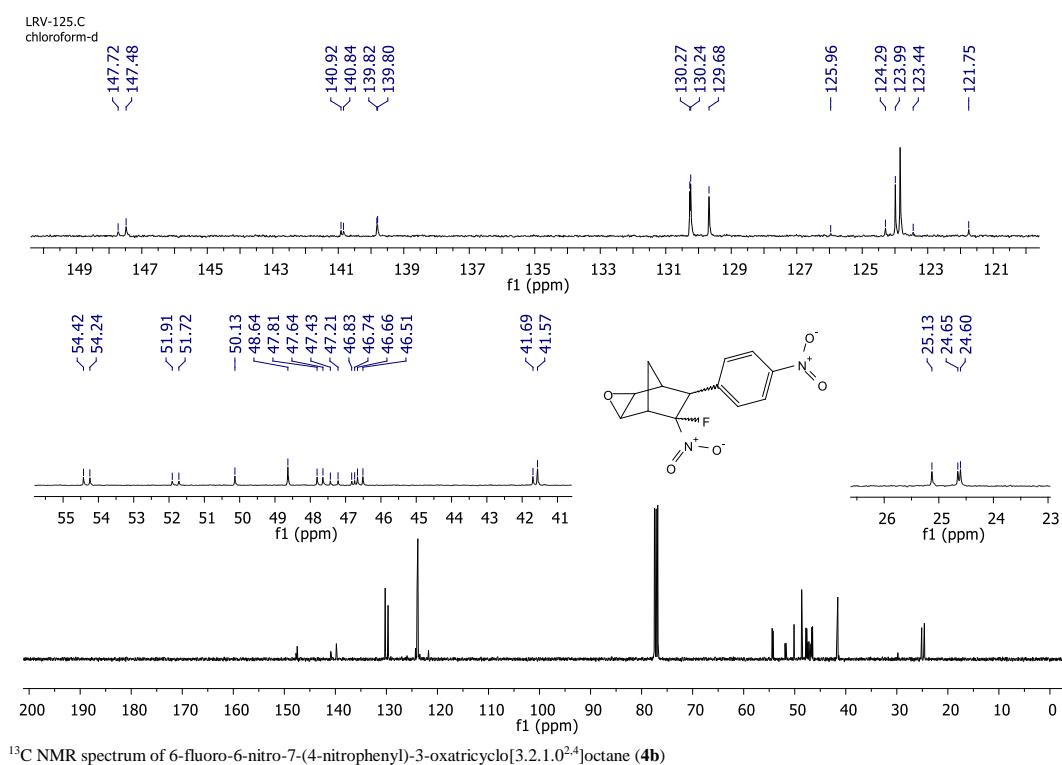 LRV-125.C
chloroform-d
147.72
147.48
140.92
140.84
139.82
139.80
130.27
130.24
129.68
125.96
124.29
123.99
123.44
121.75
149 147 145 143 141 139 137 135 133 131 129 127 125 123 121
f1 (ppm)
54.42
54.24
51.91
51.72
50.13
48.64
47.81
47.64
47.43
47.21
46.83
46.74
46.66
46.51
41.69
41.57
25.13
24.65
24.60
O
F
N+
O-
O
N+
O-
O
55 54 53 52 51 50 49 48 47 46 45 44 43 42 41
f1 (ppm)
26 25 24 23
f1 (ppm)
200 190 180 170 160 150 140 130 120 110 100 90 80 70 60 50 40 30 20 10 0
f1 (ppm)
¹³C NMR spectrum of 6-fluoro-6-nitro-7-(4-nitrophenyl)-3-oxatricyclo[3.2.1.0²,⁴]octane (4b)